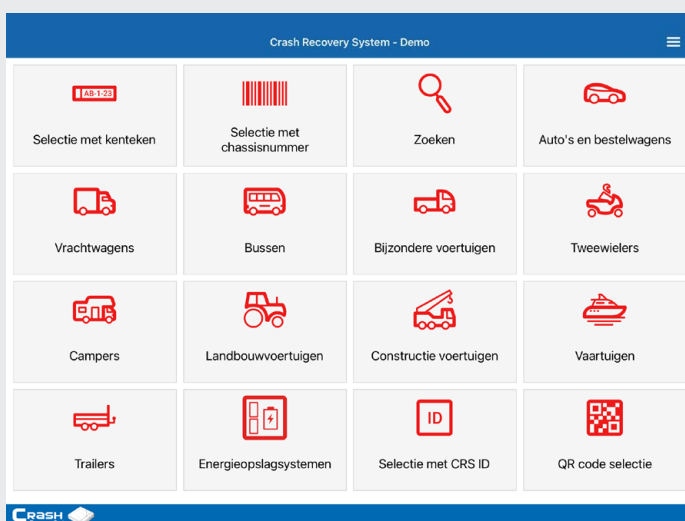 Crash Recovery System - Demo
AB-1-23
Selectie met kenteken
Selectie met
chassisnummer
Zoeken
Auto's en bestelwagens
Vrachtwagens
Bussen
Bijzondere voertuigen
Tweewielers
Campers
Landbouwvoertuigen
Constructie voertuigen
Vaartuigen
Trailers
Energieopslagsystemen
ID
Selectie met CRS ID
QR code selectie
CRASH